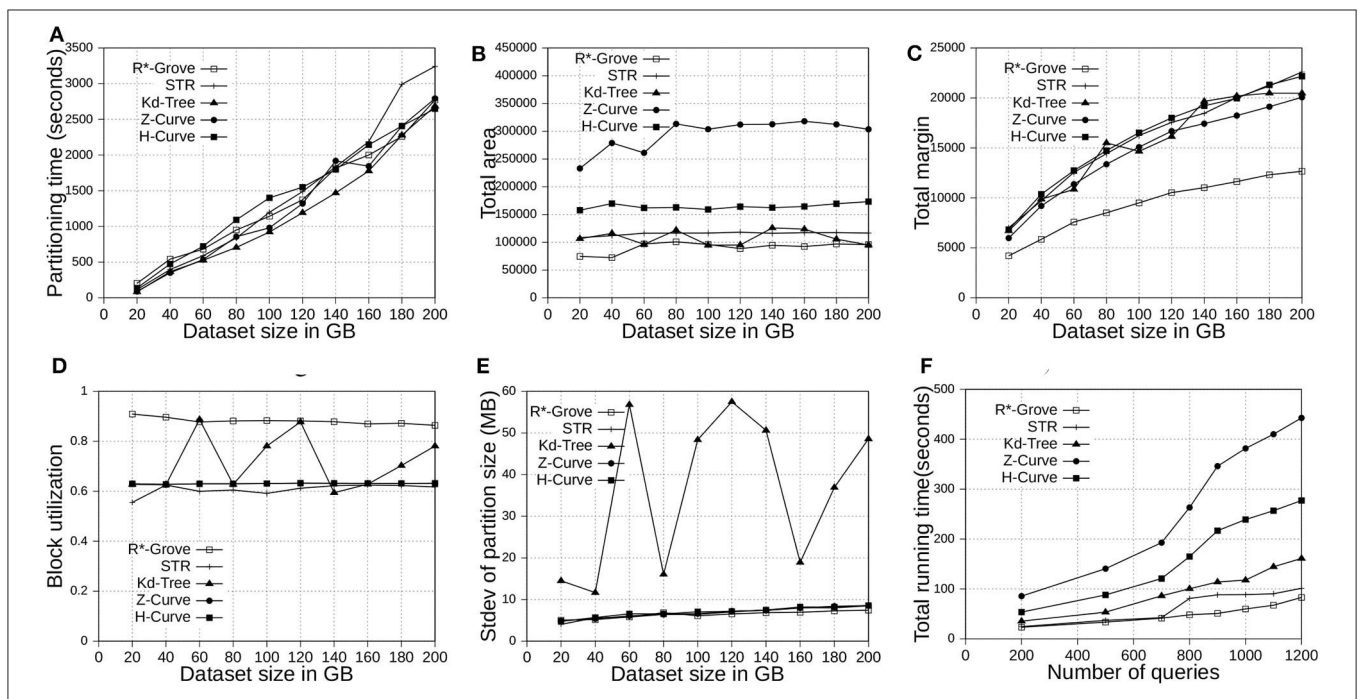 A
Partitioning time (seconds)
3500
3000
2500
2000
1500
1000
500
0
R*-Grove
STR
Kd-Tree
Z-Curve
H-Curve
0 20 40 60 80 100 120 140 160 180 200
Dataset size in GB
B
Total area
450000
400000
350000
300000
250000
200000
150000
100000
50000
0
R*-Grove
STR
Kd-Tree
Z-Curve
H-Curve
0 20 40 60 80 100 120 140 160 180 200
Dataset size in GB
C
Total margin
25000
20000
15000
10000
5000
0
R*-Grove
STR
Kd-Tree
Z-Curve
H-Curve
0 20 40 60 80 100 120 140 160 180 200
Dataset size in GB
D
Block utilization
1
0.8
0.6
0.4
0.2
0
R*-Grove
STR
Kd-Tree
Z-Curve
H-Curve
0 20 40 60 80 100 120 140 160 180 200
Dataset size in GB
E
Stdev of partition size (MB)
60
50
40
30
20
10
0
R*-Grove
STR
Kd-Tree
Z-Curve
H-Curve
0 20 40 60 80 100 120 140 160 180 200
Dataset size in GB
F
Total running time(seconds)
500
400
300
200
100
0
R*-Grove
STR
Kd-Tree
Z-Curve
H-Curve
0 200 400 600 800 1000 1200
Number of queries